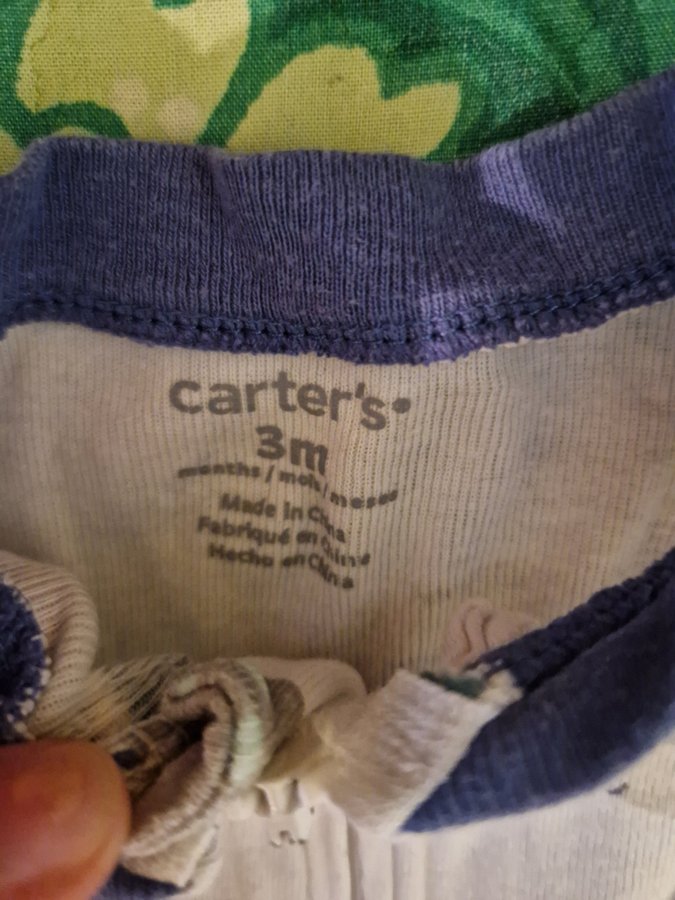 carter's
3m
months / mois / meses
Made in China
Fabriqué en Chine
Hecho en China